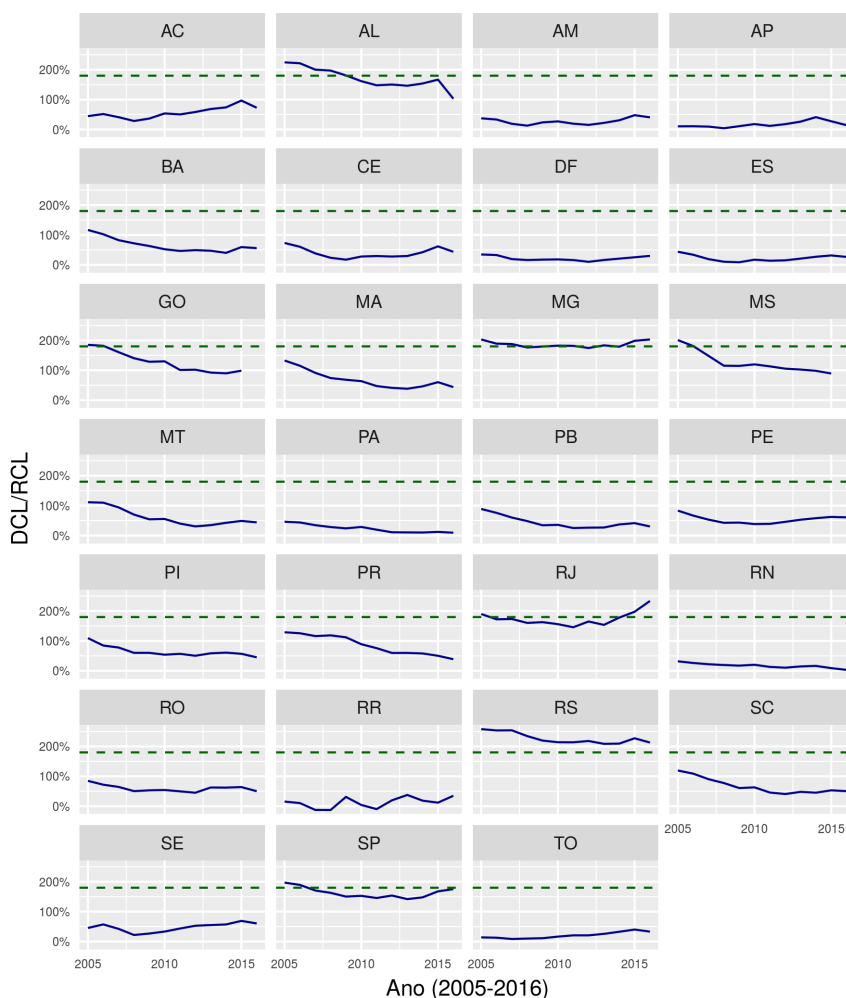 AC AL AM AP
200%
100%
0%
BA CE DF ES
200%
100%
0%
GO MA MG MS
200%
100%
0%
MT PA PB PE
200%
100%
0%
PI PR RJ RN
200%
100%
0%
RO RR RS SC
200%
100%
0%
2005 2010 2015
SE SP TO
200%
100%
0%
2005 2010 2015 2005 2010 2015 2005 2010 2015
DCL/RCL
Ano (2005-2016)